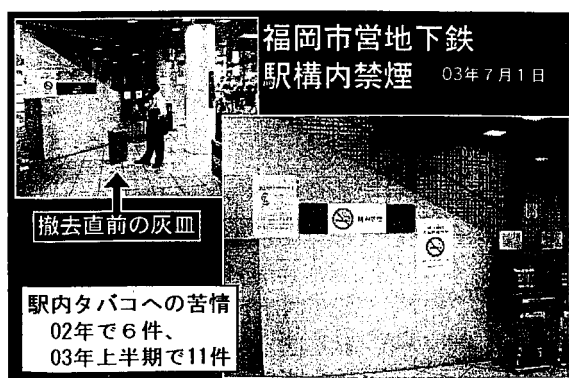 福岡市営地下鉄
駅構内禁煙 03年7月1日
撤去直前の灰皿
駅内タバコへの苦情
02年で6件、
03年上半期で11件